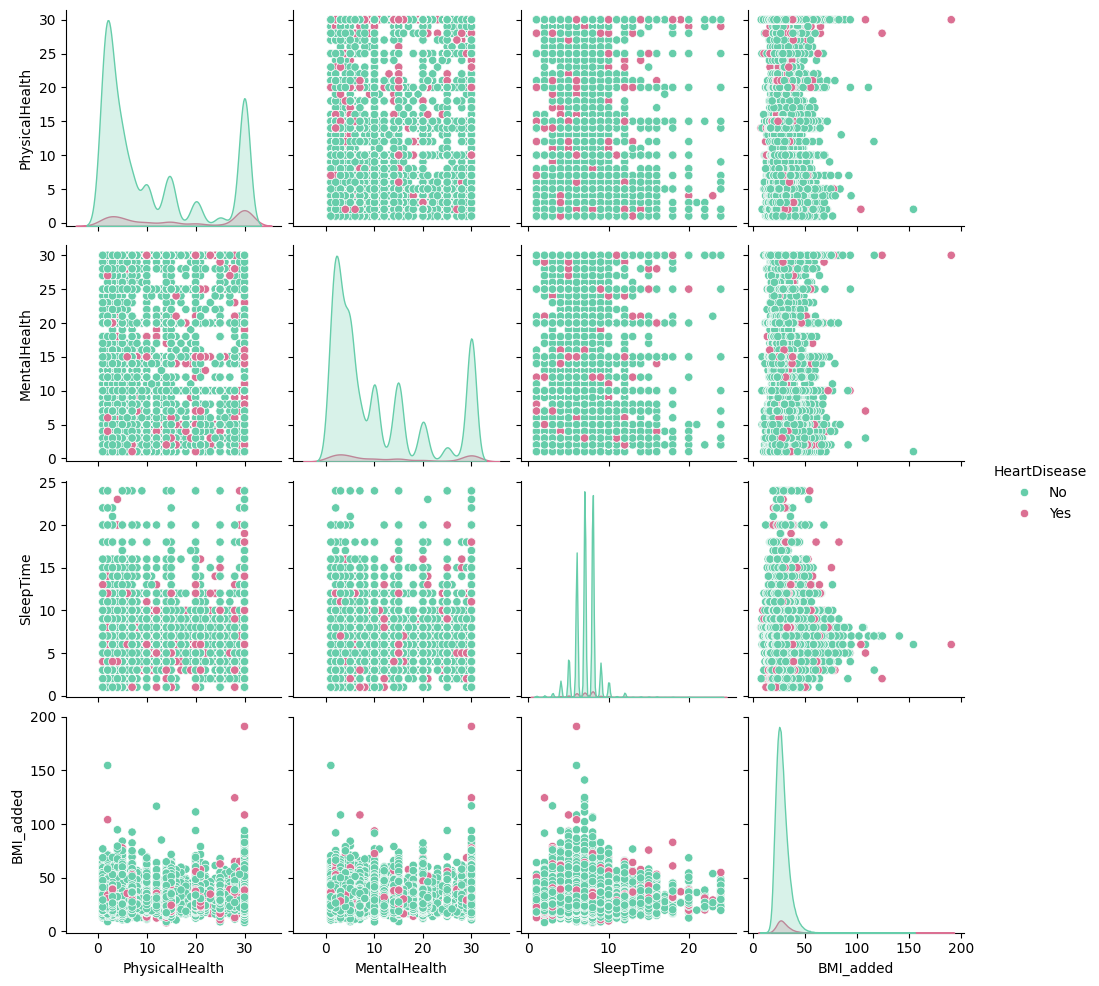 PhysicalHealth
30
25
20
15
10
5
0
MentalHealth
30
25
20
15
10
5
0
HeartDisease
No
Yes
SleepTime
25
20
15
10
5
0
BMI_added
200
150
100
50
0
0 10 20 30
0 10 20 30
0 10 20
0 50 100 150 200
PhysicalHealth MentalHealth SleepTime BMI_added